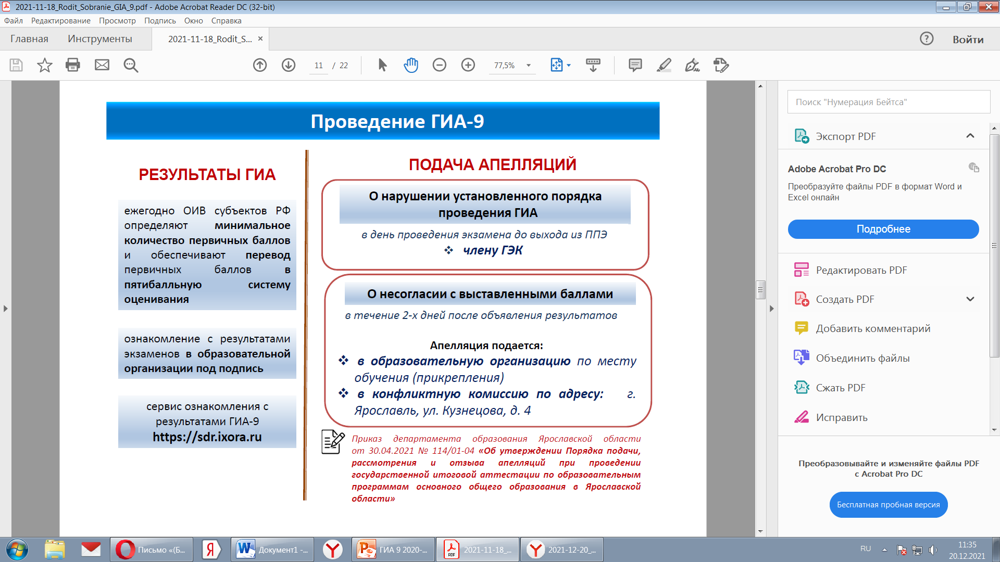 2021-11-18_Rodit_Sobranie_GIA_9.pdf - Adobe Acrobat Reader DC (32-bit)
Файл Редактирование Просмотр Подпись Окно Справка
Главная Инструменты 2021-11-18_Rodit_S... × Войти
11 / 22 77,5%
Проведение ГИА-9
РЕЗУЛЬТАТЫ ГИА
ежегодно ОИВ субъектов РФ
определяют минимальное
количество первичных баллов
и обеспечивают перевод
первичных баллов в
пятибалльную систему
оценивания
ознакомление с результатами
экзаменов в образовательной
организации под подпись
сервис ознакомления с
результатами ГИА-9
https://sdr.ixora.ru
ПОДАЧА АПЕЛЛЯЦИЙ
О нарушении установленного порядка
проведения ГИА
в день проведения экзамена до выхода из ППЭ
❖ члену ГЭК
О несогласии с выставленными баллами
в течение 2-х дней после объявления результатов
Апелляция подается:
❖ в образовательную организацию по месту
обучения (прикрепления)
❖ в конфликтную комиссию по адресу: г.
Ярославль, ул. Кузнецова, д. 4
Приказ департамента образования Ярославской области
от 30.04.2021 № 114/01-04 «Об утверждении Порядка подачи,
рассмотрения и отзыва апелляций при проведении
государственной итоговой аттестации по образовательным
программам основного общего образования в Ярославской
области»
Поиск "Нумерация Бейтса"
Экспорт PDF
Adobe Acrobat Pro DC
Преобразуйте файлы PDF в формат Word и
Excel онлайн
Подробнее
Редактировать PDF
Создать PDF
Добавить комментарий
Объединить файлы
Сжать PDF
Исправить
Преобразовывайте и изменяйте файлы PDF
с Acrobat Pro DC
Бесплатная пробная версия
Письмо «(Б... Документ1 -... ГИА 9 2020-... 2021-11-18_... 2021-12-20_...
RU
11:35
20.12.2021